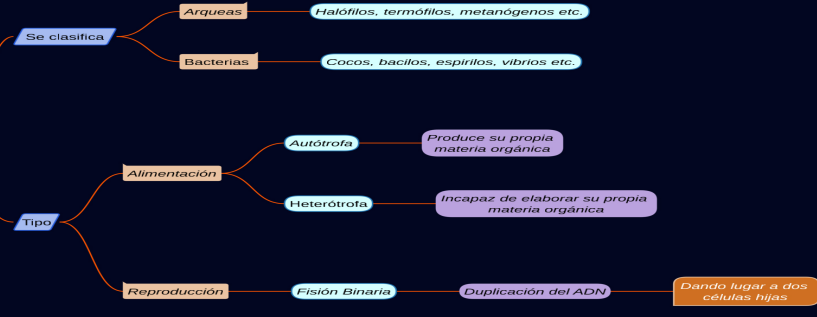 Se clasifica
Arqueas
Halófilos, termófilos, metanógenos etc.
Bacterias
Cocos, bacilos, espirilos, vibrios etc.
Tipo
Alimentación
Autótrofa
Produce su propia
materia orgánica
Heterótrofa
Incapaz de elaborar su propia
materia orgánica
Reproducción
Fisión Binaria
Duplicación del ADN
Dando lugar a dos
células hijas